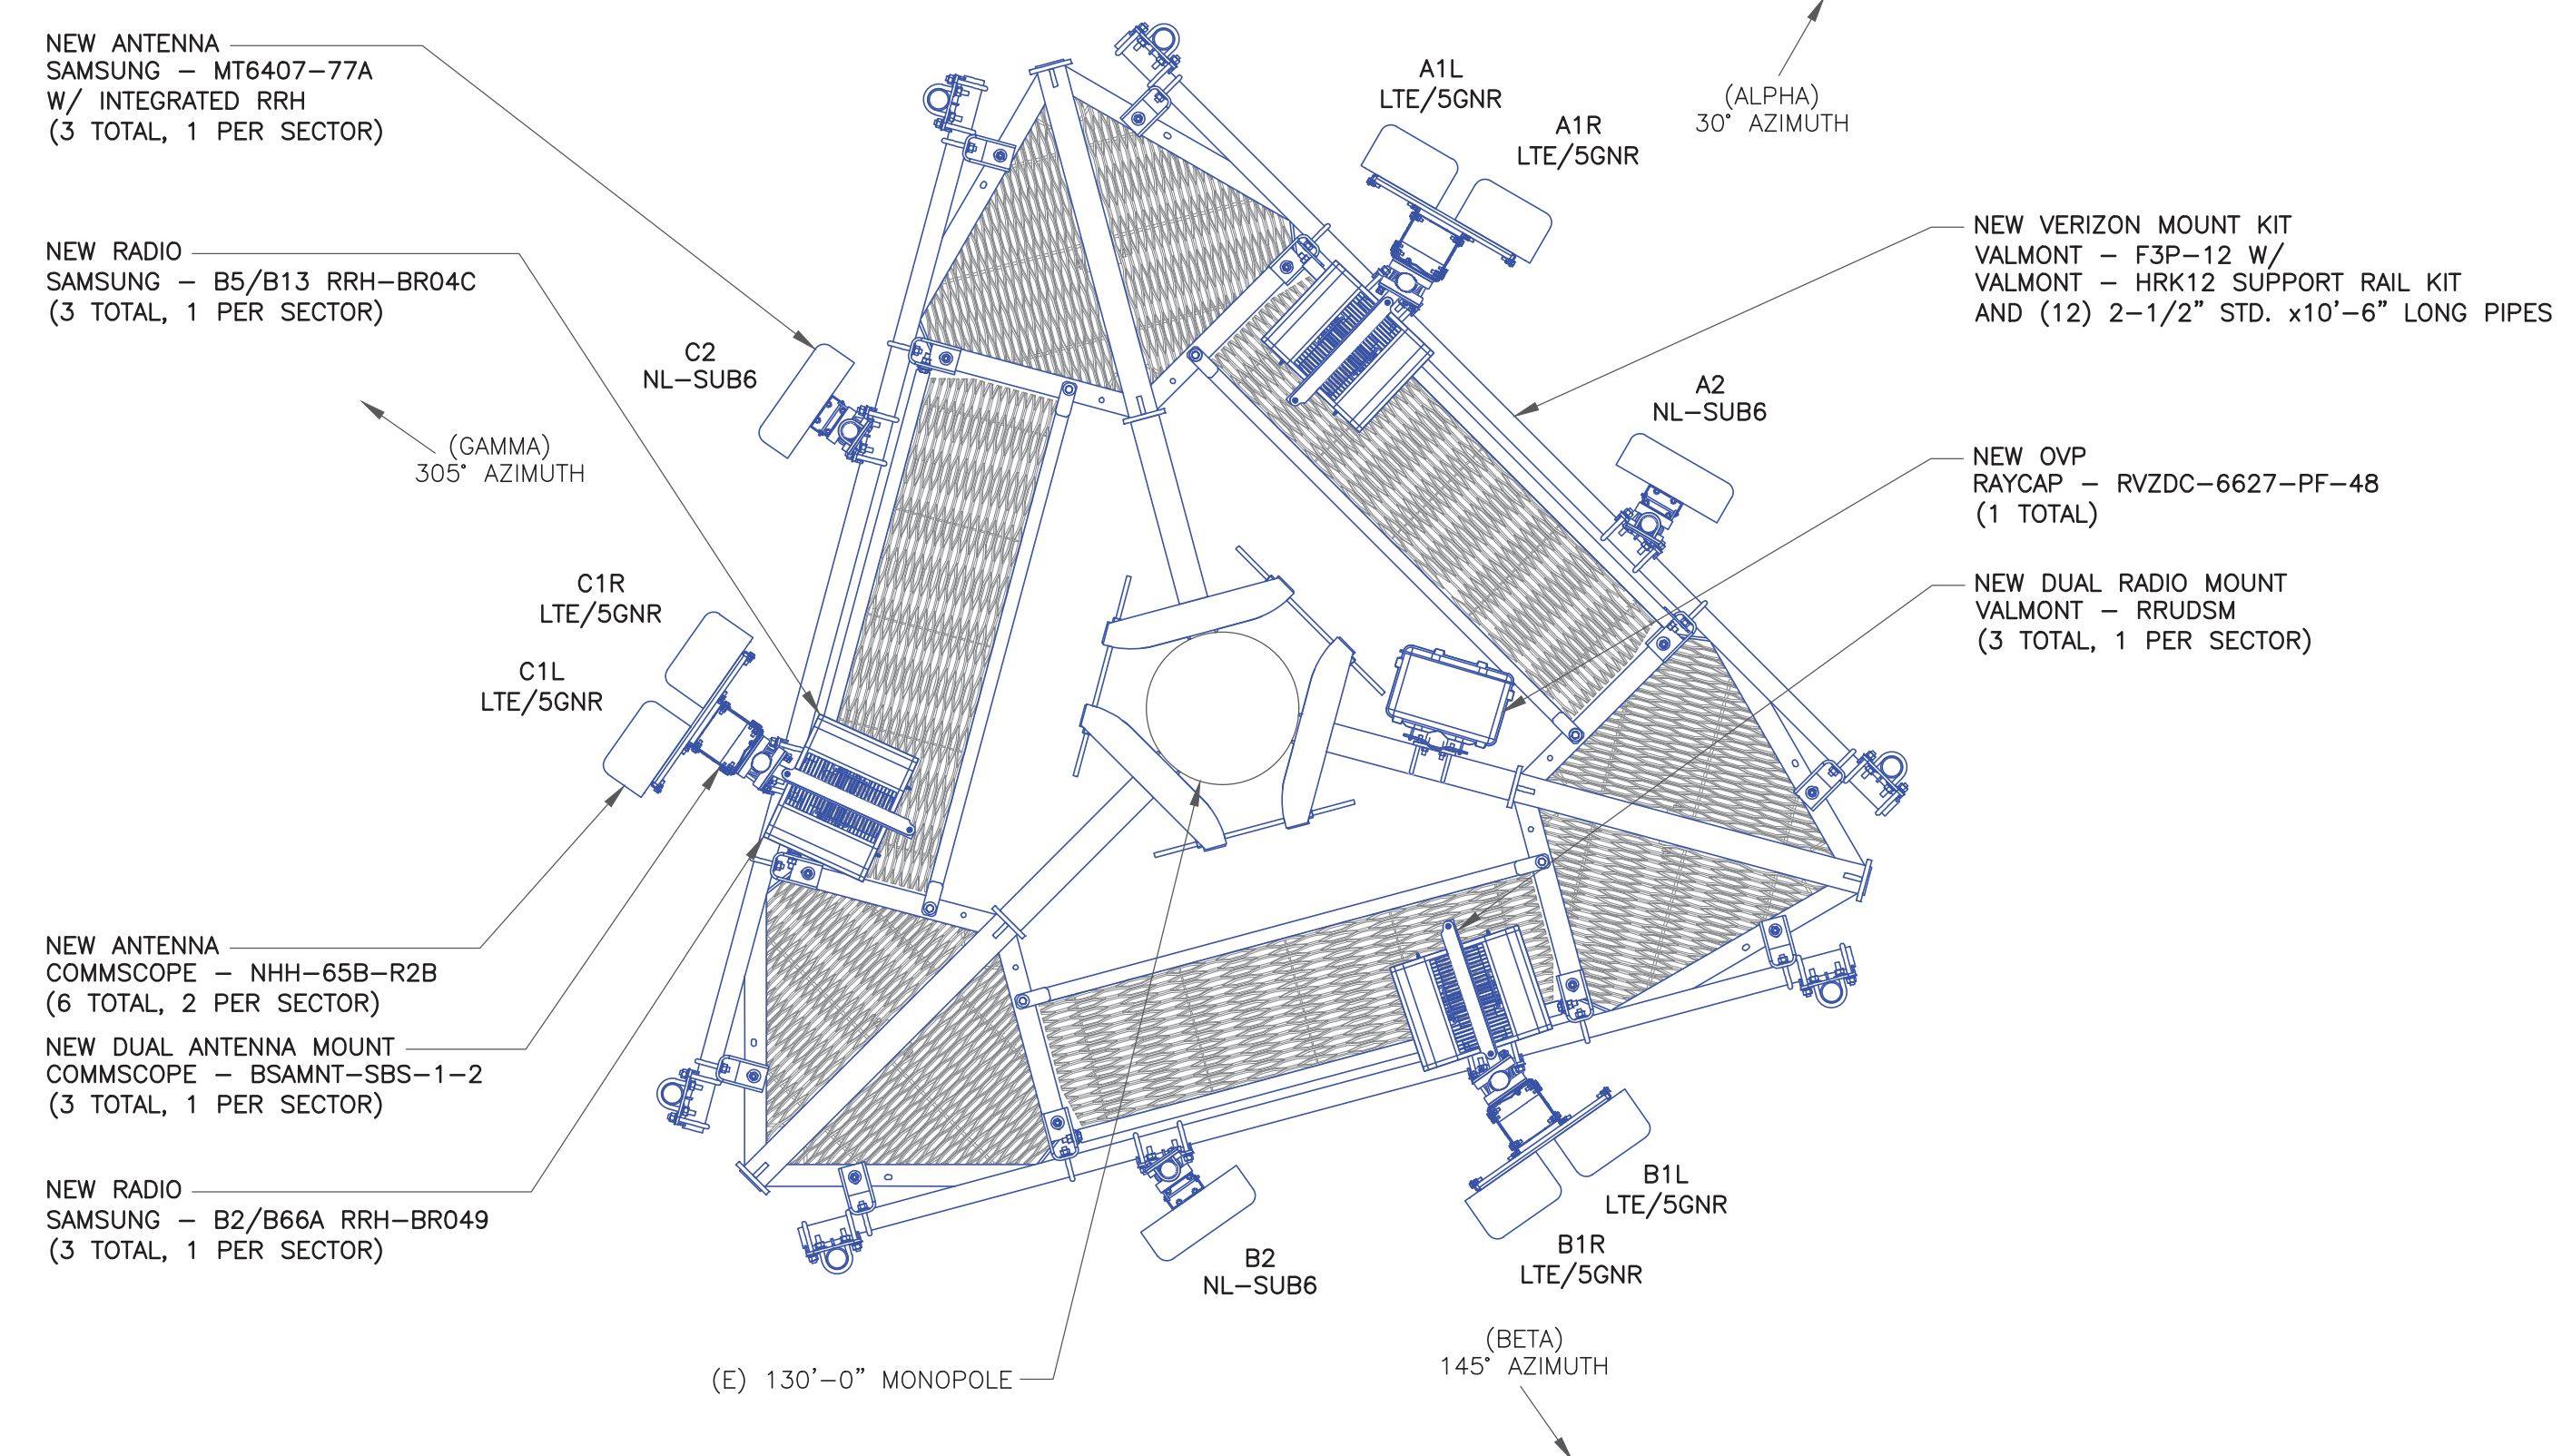 NEW ANTENNA
SAMSUNG – MT6407–77A
W/ INTEGRATED RRH
(3 TOTAL, 1 PER SECTOR)
NEW RADIO
SAMSUNG – B5/B13 RRH–BR04C
(3 TOTAL, 1 PER SECTOR)
A1L
LTE/5GNR
A1R
LTE/5GNR
(ALPHA)
30° AZIMUTH
NEW VERIZON MOUNT KIT
VALMONT – F3P–12 W/
VALMONT – HRK12 SUPPORT RAIL KIT
AND (12) 2–1/2” STD. x10’–6” LONG PIPES
C2
NL–SUB6
A2
NL–SUB6
(GAMMA)
305° AZIMUTH
NEW OVP
RAYCAP – RVZDC–6627–PF–48
(1 TOTAL)
C1R
LTE/5GNR
C1L
LTE/5GNR
NEW DUAL RADIO MOUNT
VALMONT – RRUDSM
(3 TOTAL, 1 PER SECTOR)
NEW ANTENNA
COMMSCOPE – NHH–65B–R2B
(6 TOTAL, 2 PER SECTOR)
NEW DUAL ANTENNA MOUNT
COMMSCOPE – BSAMNT–SBS–1–2
(3 TOTAL, 1 PER SECTOR)
NEW RADIO
SAMSUNG – B2/B66A RRH–BR049
(3 TOTAL, 1 PER SECTOR)
B1L
LTE/5GNR
B1R
LTE/5GNR
B2
NL–SUB6
(BETA)
145° AZIMUTH
(E) 130’–0” MONOPOLE